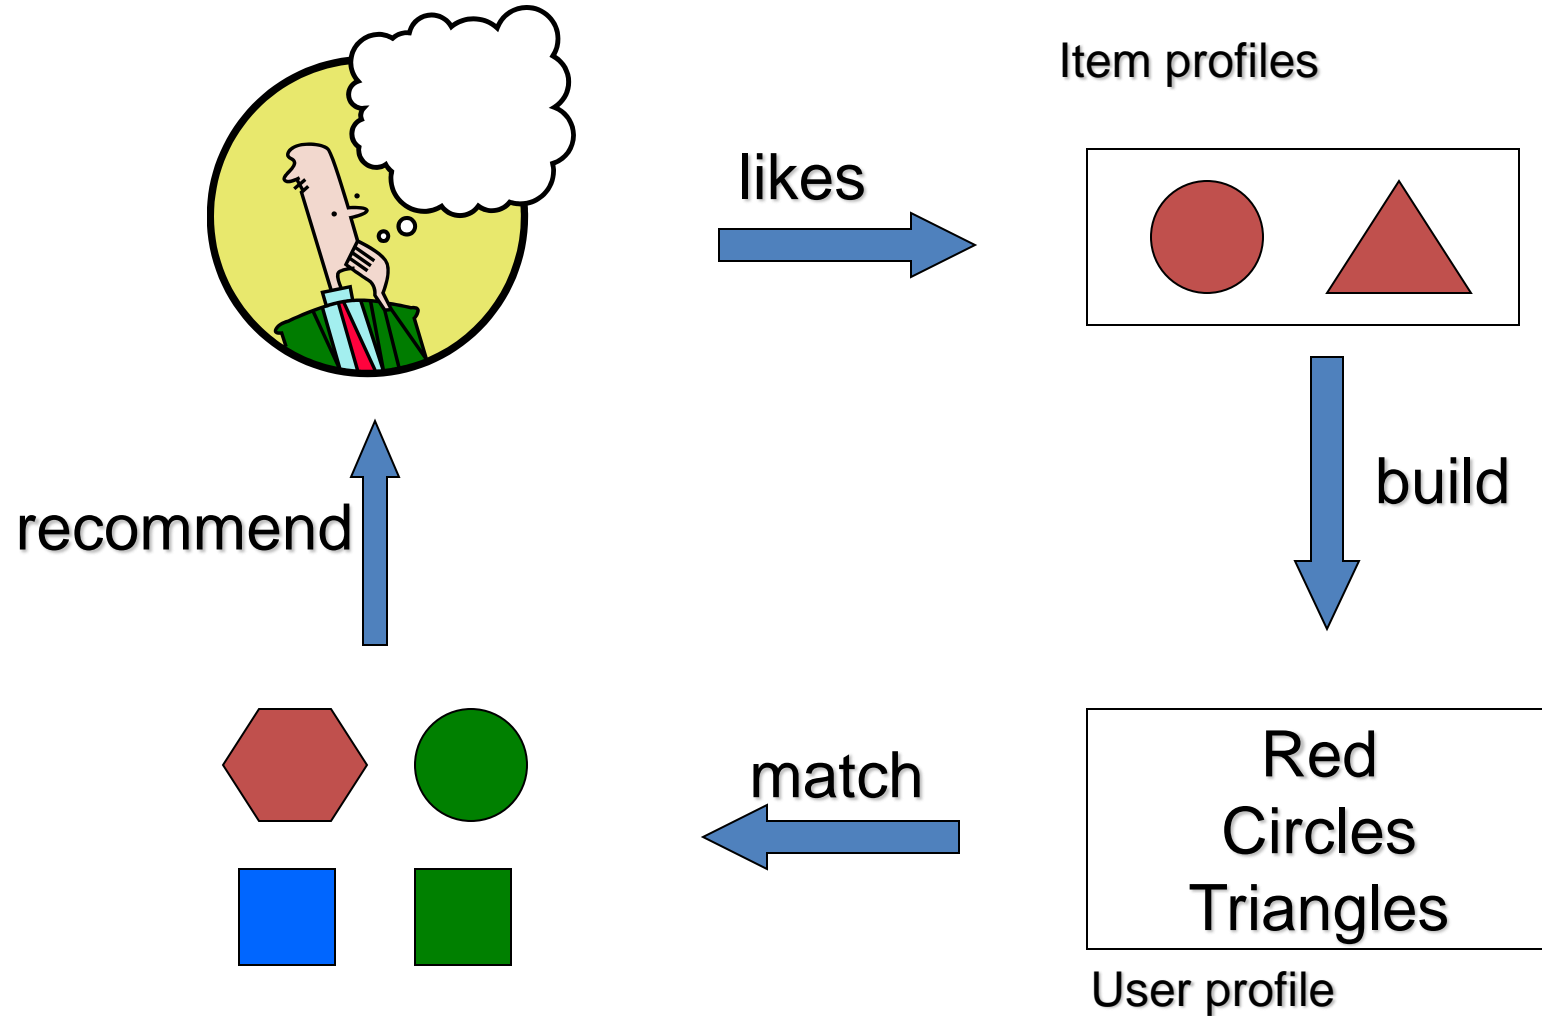 Item profiles
likes
build
recommend
match
Red
Circles
Triangles
User profile